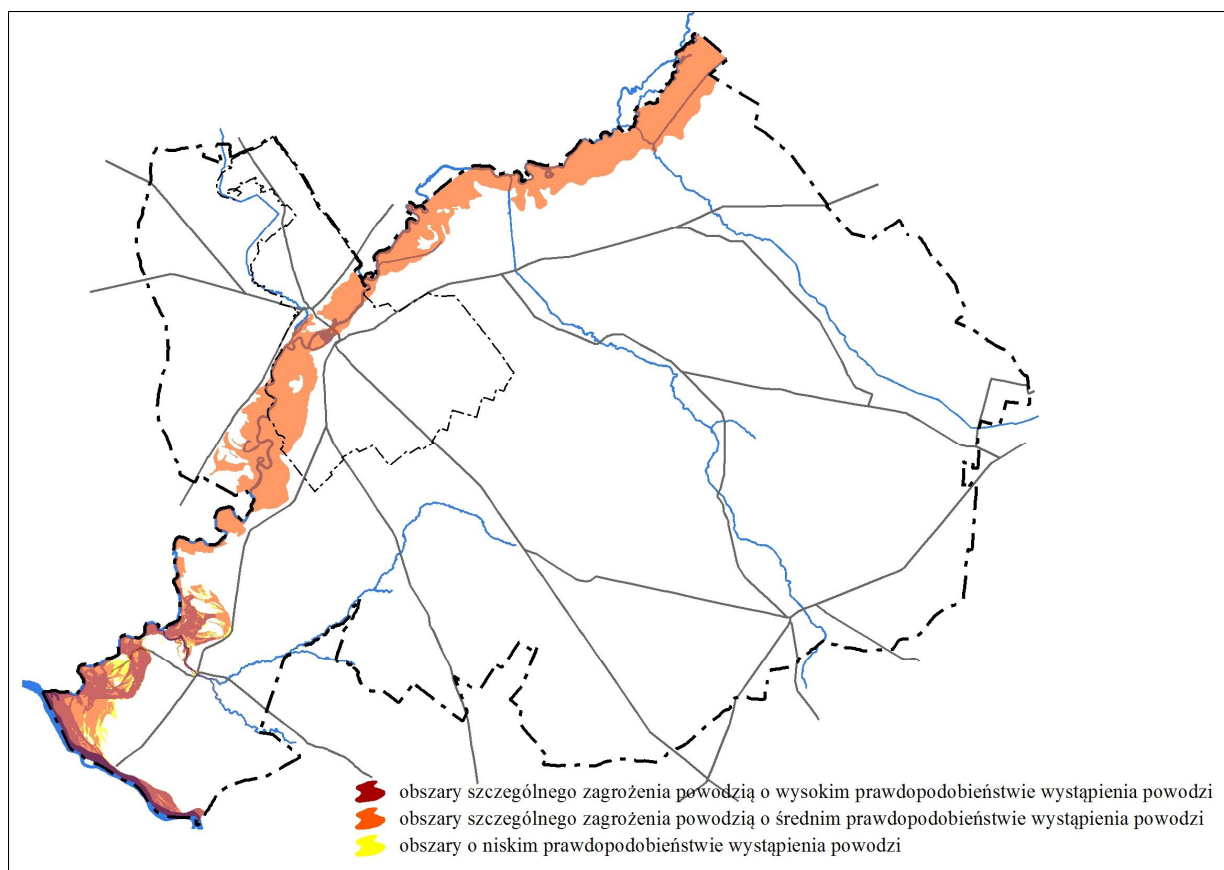 obszary szczególnego zagrożenia powodzią o wysokim prawdopodobieństwie wystąpienia powodzi
obszary szczególnego zagrożenia powodzią o średnim prawdopodobieństwie wystąpienia powodzi
obszary o niskim prawdopodobieństwie wystąpienia powodzi